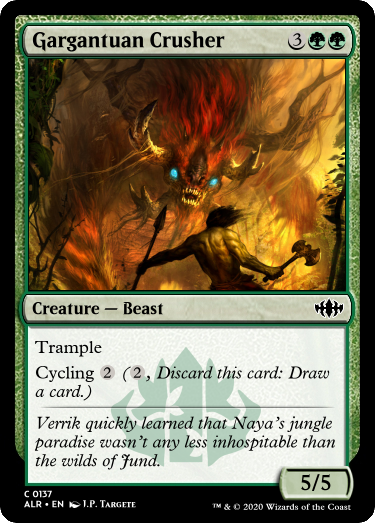 Gargantuan Crusher 3
Creature — Beast
Trample
Cycling 2 (2, Discard this card: Draw
a card.)
Verrik quickly learned that Naya's jungle
paradise wasn't any less inhospitable than
the wilds of Jund.
5/5
C 0137
ALR • EN J.P. Targete
™ & © 2020 Wizards of the Coast